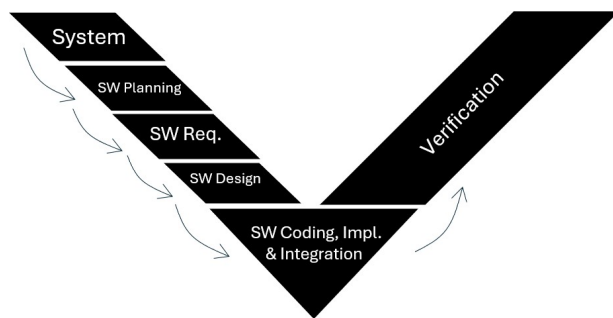 System
SW Planning
SW Req.
SW Design
SW Coding, Impl.
& Integration
Verification